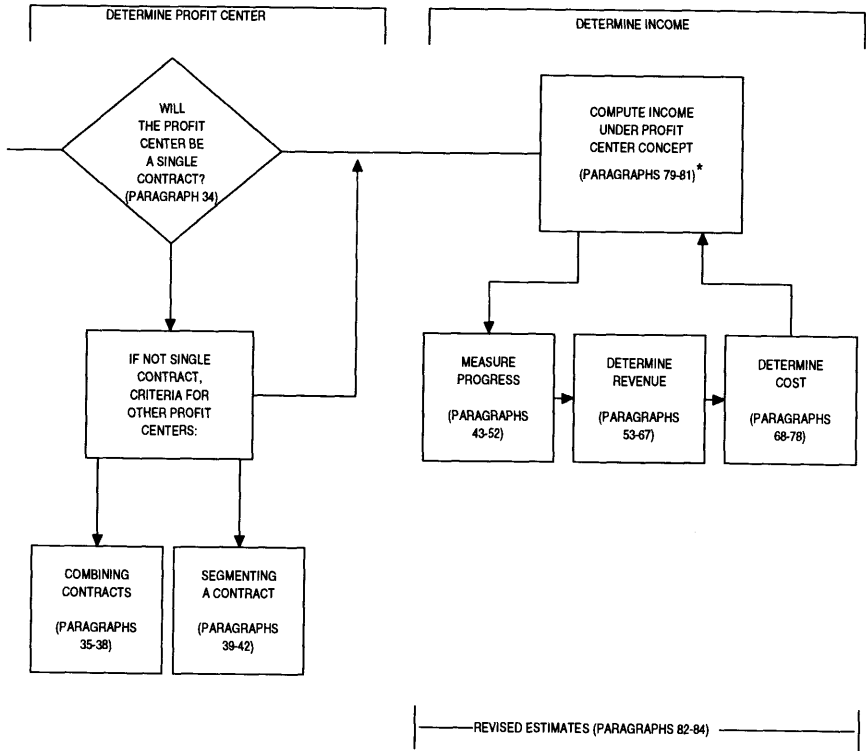 DETERMINE PROFIT CENTER
DETERMINE INCOME
WILL
THE PROFIT
CENTER BE
A SINGLE
CONTRACT?
(PARAGRAPH 34)
COMPUTE INCOME
UNDER PROFIT
CENTER CONCEPT
(PARAGRAPHS 79-81)*
IF NOT SINGLE
CONTRACT,
CRITERIA FOR
OTHER PROFIT
CENTERS:
MEASURE
PROGRESS
(PARAGRAPHS
43-52)
DETERMINE
REVENUE
(PARAGRAPHS
53-67)
DETERMINE
COST
(PARAGRAPHS
68-78)
COMBINING
CONTRACTS
(PARAGRAPHS
35-38)
SEGMENTING
A CONTRACT
(PARAGRAPHS
39-42)
REVISED ESTIMATES (PARAGRAPHS 82-84)